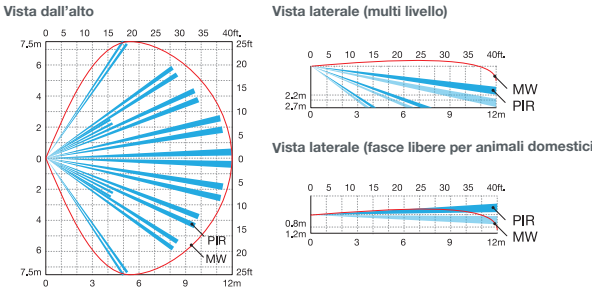 Vista dall'alto
0 5 10 15 20 25 30 35 40ft.
7.5m 25ft
6 20
4 15
2 10
5
0 0
5
2 10
4 15
PIR
MW
6 20
7.5m 25ft
0 3 6 9 12m
Vista laterale (multi livello)
0 5 10 15 20 25 30 35 40ft.
MW
2.2m
PIR
2.7m
0 3 6 9 12m
Vista laterale (fasce libere per animali domestici
0 5 10 15 20 25 30 35 40ft.
0.8m PIR
1.2m MW
0 3 6 9 12m